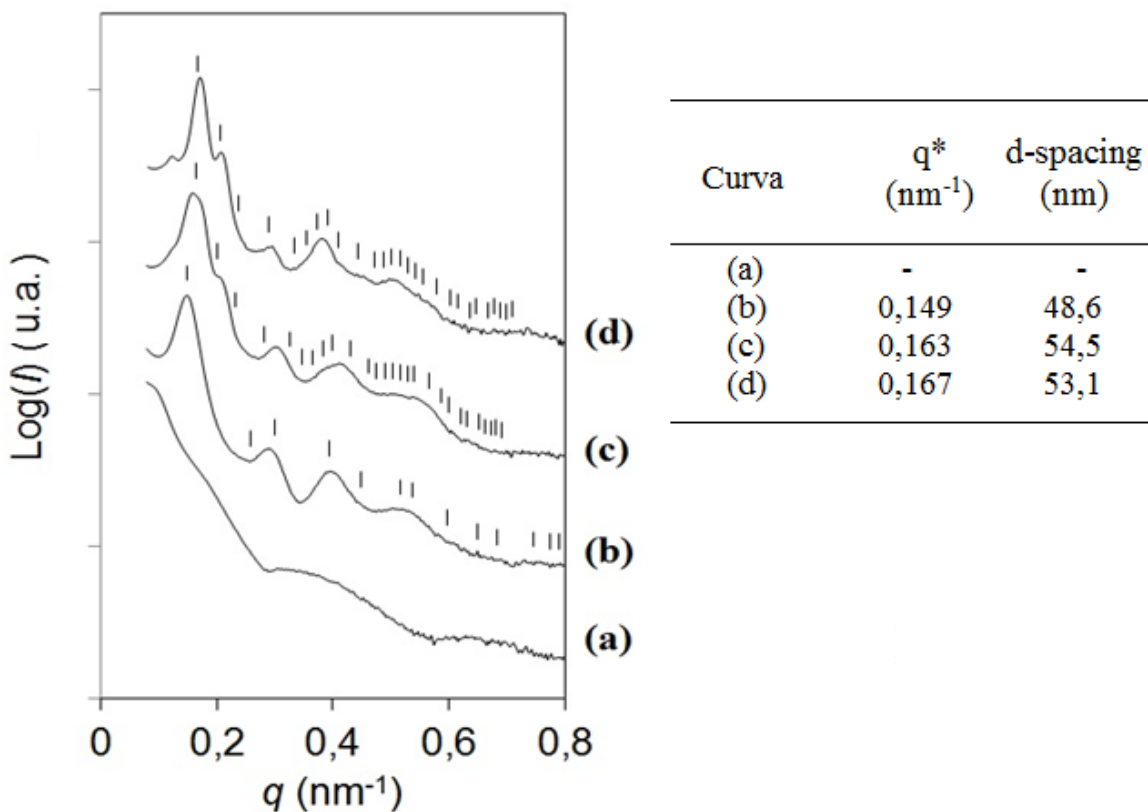 Log(I) (u.a.)
(d)
(c)
(b)
(a)
0 0,2 0,4 0,6 0,8
q (nm-1)
Curva q* (nm-1) d-spacing (nm)
(a) - -
(b) 0,149 48,6
(c) 0,163 54,5
(d) 0,167 53,1